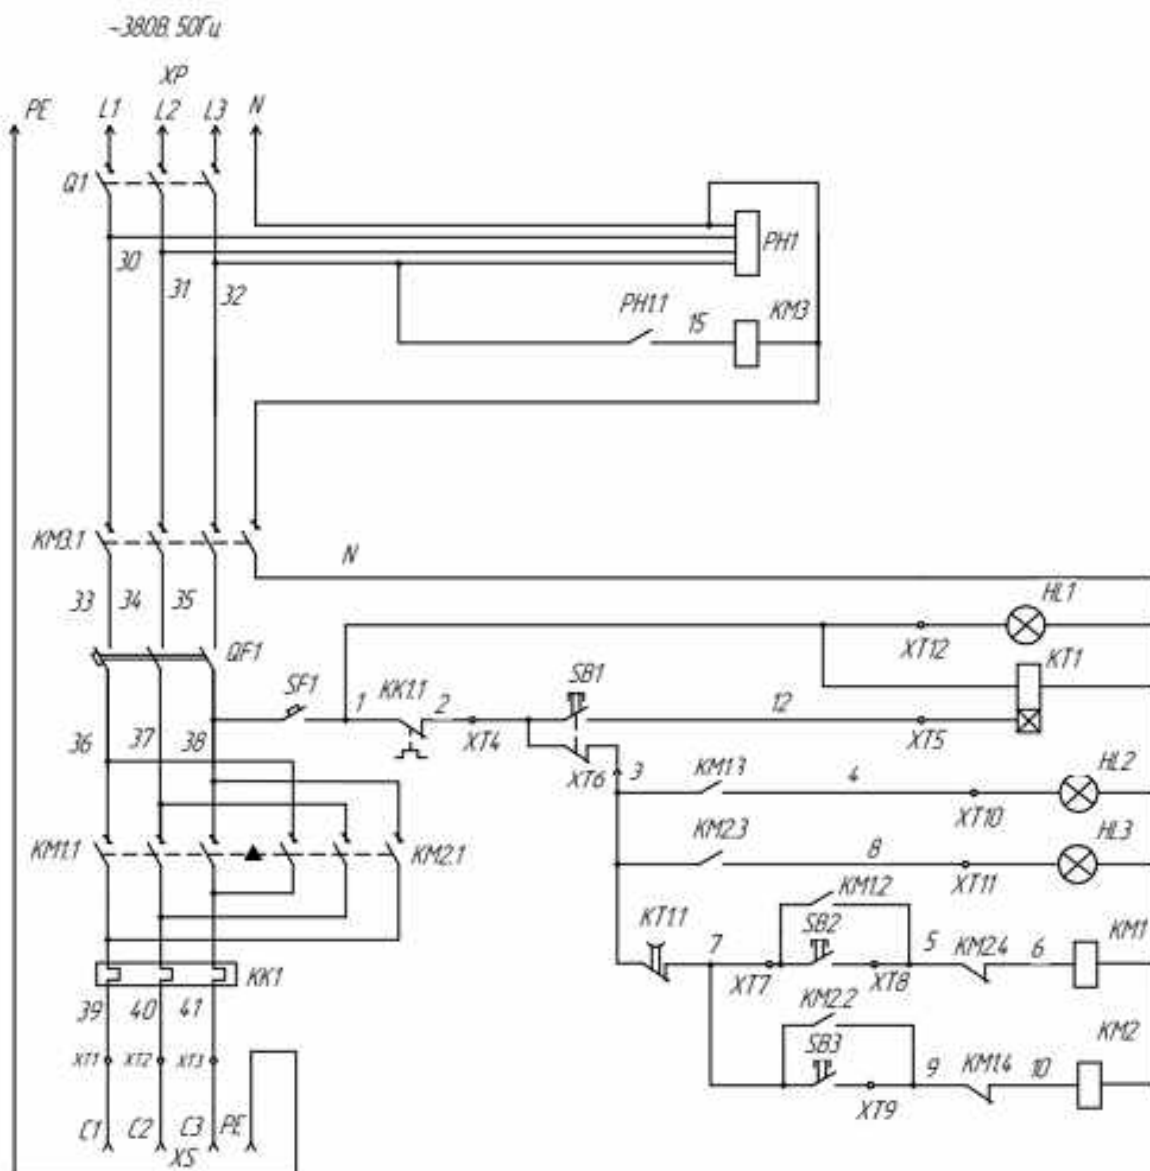 ~380В, 50Гц
XP
PE L1 L2 L3 N
Q1
PH1
30
31
32
PH1.1 15 KM3
KM3.1
N
33 34 35
HL1
XT12
QF1
KT1
SF1
1 KK1.1 2
SB1
12
XT4
XT5
36 37 38
XT6 3
KM1.3 4
HL2
XT10
KM1.1
KM2.1
KM2.3 8
HL3
XT11
KM1.2
KT1.1 7
SB2
5 KM2.4 6 KM1
XT7 XT8
KK1
39 40 41
KM2.2
SB3
XT1 XT2 XT3
9 KM1.4 10 KM2
XT9
C1 C2 C3 PE
XS